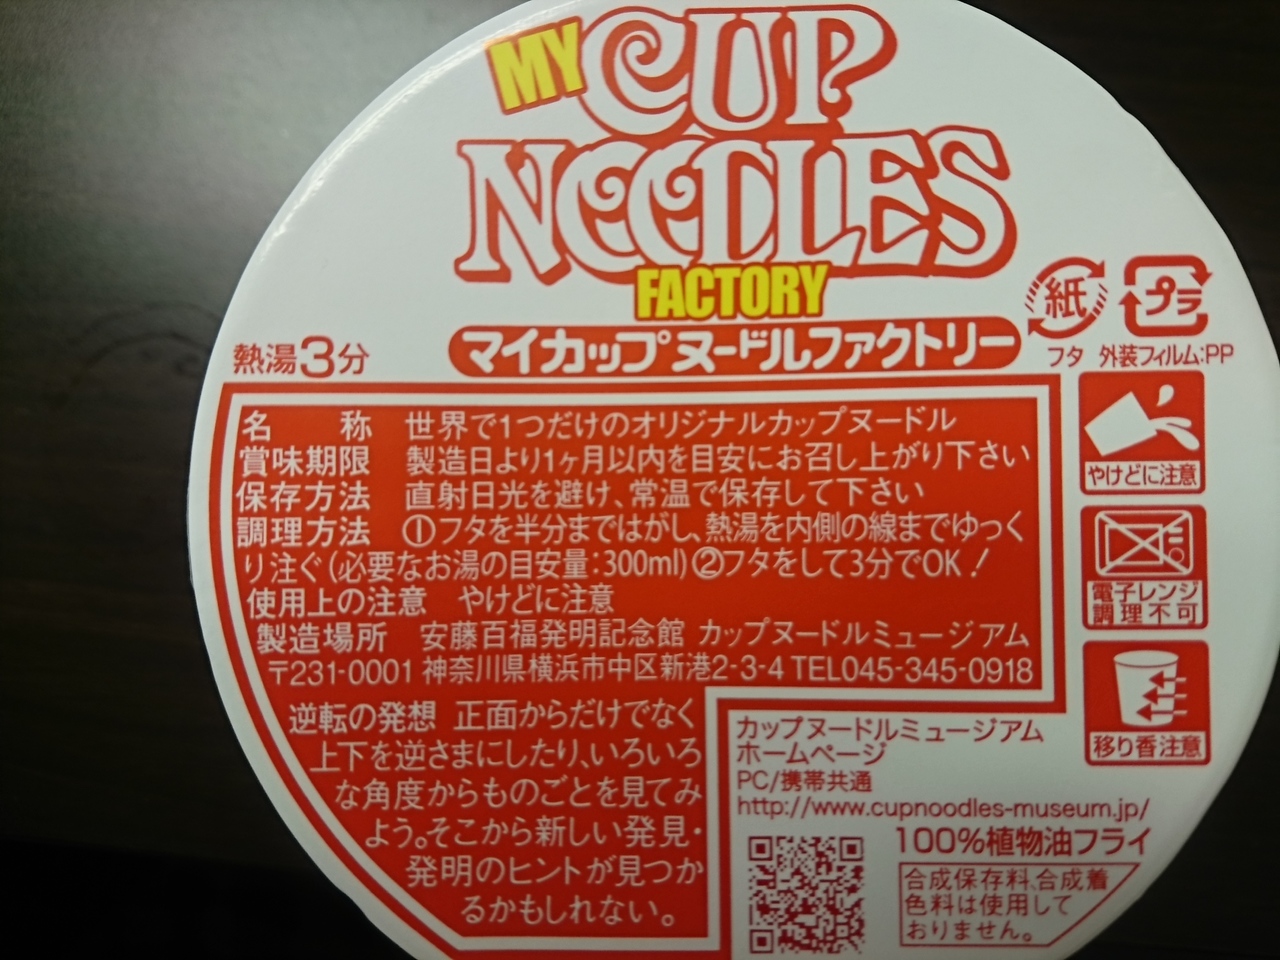 MY CUP
NOODLES
FACTORY
マイカップヌードルファクトリー
熱湯3分
紙
フタ
プラ
外装フィルム:PP
名 称 世界で1つだけのオリジナルカップヌードル
賞味期限 製造日より1ヶ月以内を目安にお召し上がり下さい
保存方法 直射日光を避け、常温で保存して下さい
調理方法 ①フタを半分まではがし、熱湯を内側の線までゆっく
り注ぐ(必要なお湯の目安量:300ml)②フタをして3分でOK!
使用上の注意 やけどに注意
製造場所 安藤百福発明記念館 カップヌードルミュージアム
〒231-0001 神奈川県横浜市中区新港2-3-4 TEL045-345-0918
逆転の発想 正面からだけでなく
上下を逆さまにしたり、いろいろ
な角度からものごとを見てみ
よう。そこから新しい発見・
発明のヒントが見つか
るかもしれない。
やけどに注意
電子レンジ
調理不可
移り香注意
カップヌードルミュージアム
ホームページ
PC/携帯共通
http://www.cupnoodles-museum.jp/
100%植物油フライ
合成保存料、合成着
色料は使用して
おりません。